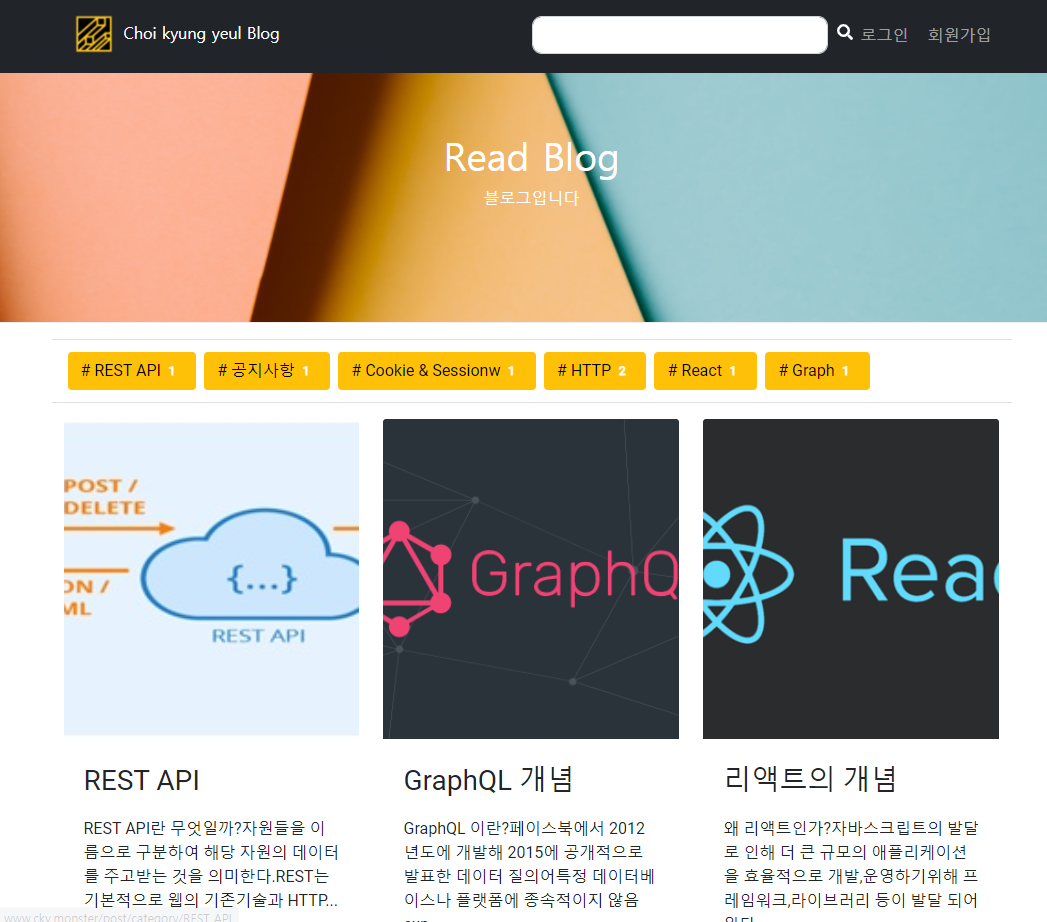 Choi kyung yeul Blog
로그인 회원가입
Read Blog
블로그입니다
# REST API 1 # 공지사항 1 # Cookie & Sessionw 1 # HTTP 2 # React 1 # Graph 1
POST /
DELETE
ON /
ML
{...}
REST API
GraphQ
Reac
REST API
REST API란 무엇일까?자원들을 이
름으로 구분하여 해당 자원의 데이터
를 주고받는 것을 의미한다.REST는
기본적으로 웹의 기존기술과 HTTP...
GraphQL 개념
GraphQL 이란?페이스북에서 2012
년도에 개발해 2015에 공개적으로
발표한 데이터 질의어특정 데이터베
이스나 플랫폼에 종속적이지 않음
리액트의 개념
왜 리액트인가?자바스크립트의 발달
로 인해 더 큰 규모의 애플리케이션
을 효율적으로 개발,운영하기위해 프
레임워크,라이브러리 등이 발달 되어
www.cky.monster/post/category/REST_API